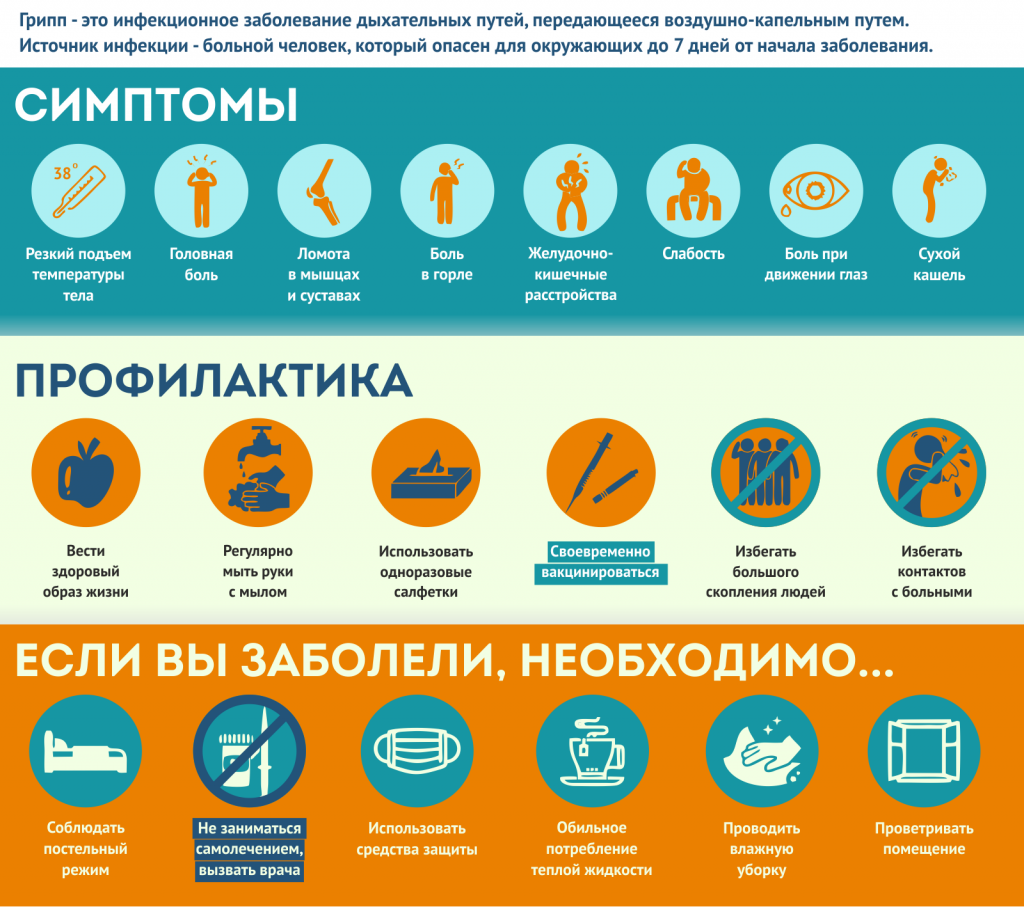 Грипп - это инфекционное заболевание дыхательных путей, передающееся воздушно-капельным путем.
Источник инфекции - больной человек, который опасен для окружающих до 7 дней от начала заболевания.
СИМПТОМЫ
38°
Резкий подъем
температуры
тела
Головная
боль
Ломота
в мышцах
и суставах
Боль
в горле
Желудочно-
кишечные
расстройства
Слабость
Боль при
движении глаз
Сухой
кашель
ПРОФИЛАКТИКА
Вести
здоровый
образ жизни
Регулярно
мыть руки
с мылом
Использовать
одноразовые
салфетки
Своевременно
вакцинироваться
Избегать
большого
скопления людей
Избегать
контактов
с больными
ЕСЛИ ВЫ ЗАБОЛЕЛИ, НЕОБХОДИМО...
Соблюдать
постельный
режим
Не заниматься
самолечением,
вызвать врача
Использовать
средства защиты
Обильное
потребление
теплой жидкости
Проводить
влажную
уборку
Проветривать
помещение